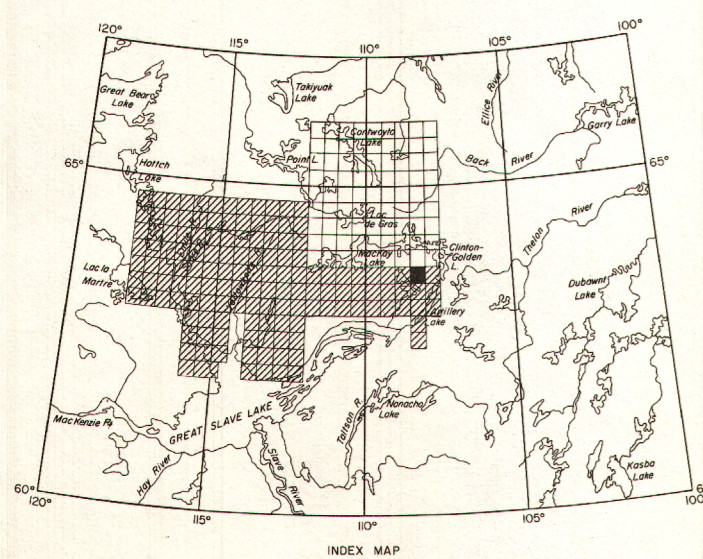 120°
115°
110°
105°
100°
Great Bear
Lake
Takiyuak
Lake
Ellice River
Contwoyto
Lake
Garry Lake
Point L.
Back River
65°
65°
Hottah
Lake
Thelon River
Lac
de Gras
MacKay
Lake
Clinton-
Golden
L.
Lac la
Martre
Dubawnt
Lake
Artillery
Lake
MacKenzie R.
GREAT SLAVE LAKE
Taltson R.
Nonacho
Lake
Hay River
Slave River
Kasba
Lake
60°
120°
115°
110°
105°
INDEX MAP